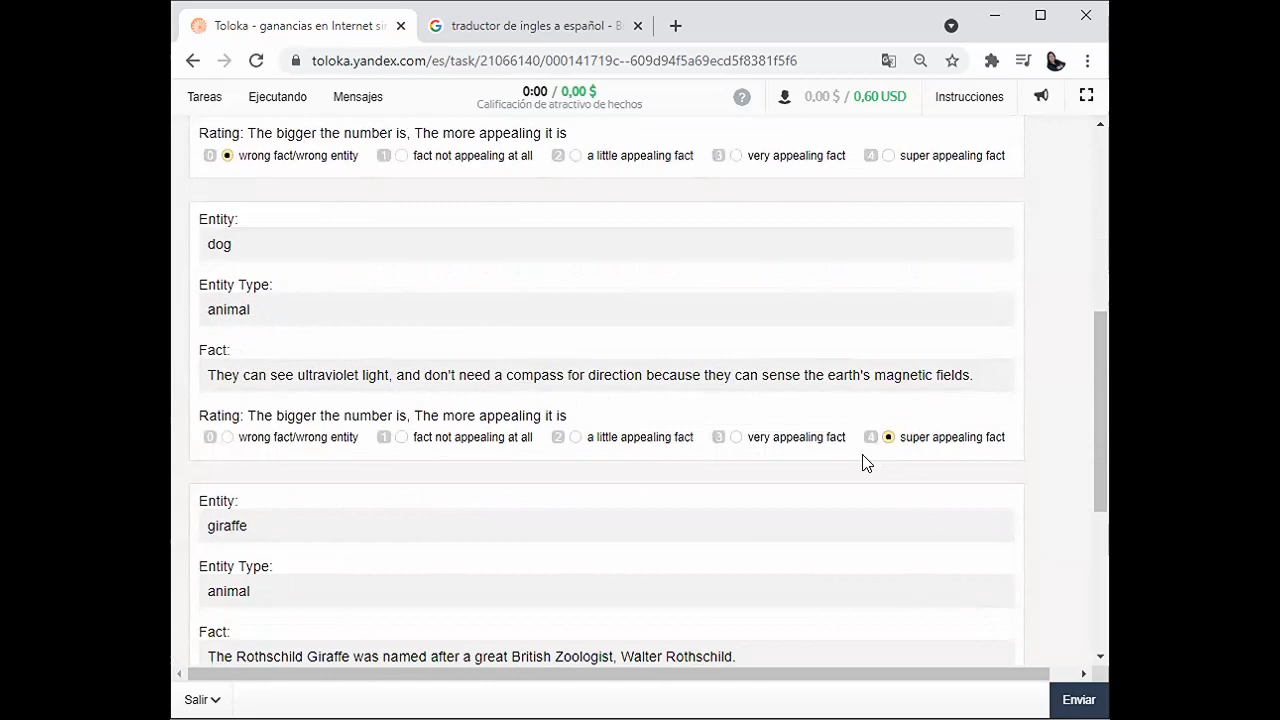 Toloka - ganancias en Internet sin
traductor de ingles a español - B
toloka.yandex.com/es/task/21066140/000141719c--609d94f5a69ecd5f8381f5f6
Tareas Ejecutando Mensajes 0:00 / 0,00 $ ? 0,00 $ / 0,60 USD Instrucciones
Calificación de atractivo de hechos
Rating: The bigger the number is, The more appealing it is
0 wrong fact/wrong entity 1 fact not appealing at all 2 a little appealing fact 3 very appealing fact 4 super appealing fact
Entity:
dog
Entity Type:
animal
Fact:
They can see ultraviolet light, and don't need a compass for direction because they can sense the earth's magnetic fields.
Rating: The bigger the number is, The more appealing it is
0 wrong fact/wrong entity 1 fact not appealing at all 2 a little appealing fact 3 very appealing fact 4 super appealing fact
Entity:
giraffe
Entity Type:
animal
Fact:
The Rothschild Giraffe was named after a great British Zoologist, Walter Rothschild.
Salir Enviar